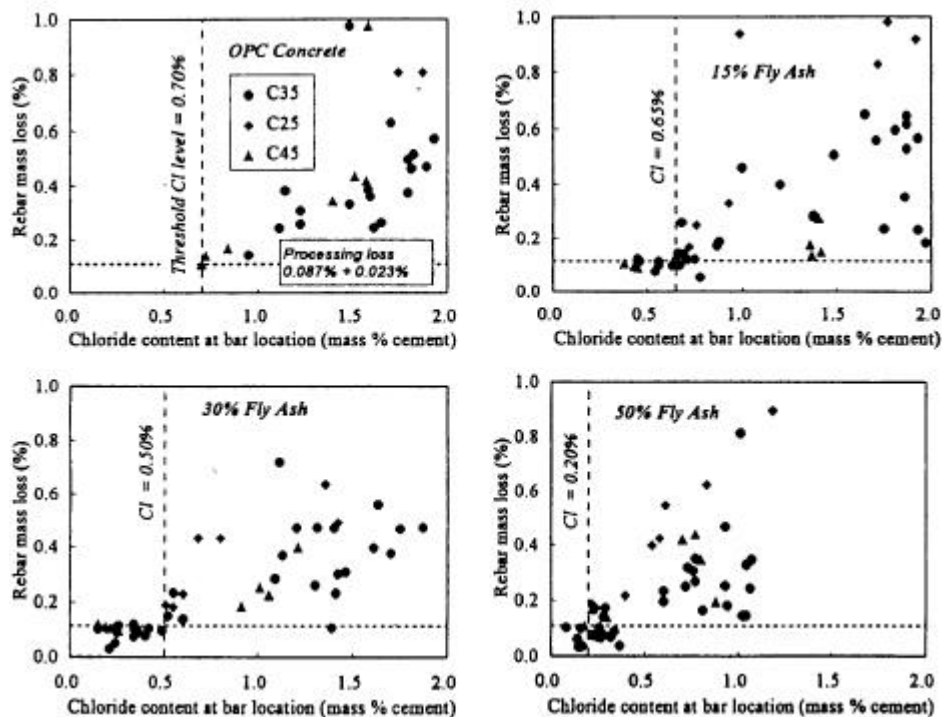 OPC Concrete
C35
C25
C45
Threshold Cl level = 0.70%
Processing loss
0.087% + 0.023%
Rebar mass loss (%)
1.0
0.8
0.6
0.4
0.2
0.0
0.0 0.5 1.0 1.5 2.0
Chloride content at bar location (mass % cement)
15% Fly Ash
Cl = 0.65%
Rebar mass loss (%)
1.0
0.8
0.6
0.4
0.2
0.0
0.0 0.5 1.0 1.5 2.0
Chloride content at bar location (mass % cement)
30% Fly Ash
Cl = 0.50%
Rebar mass loss (%)
1.0
0.8
0.6
0.4
0.2
0.0
0.0 0.5 1.0 1.5 2.0
Chloride content at bar location (mass % cement)
50% Fly Ash
Cl = 0.20%
Rebar mass loss (%)
1.0
0.8
0.6
0.4
0.2
0.0
0.0 0.5 1.0 1.5 2.0
Chloride content at bar location (mass % cement)